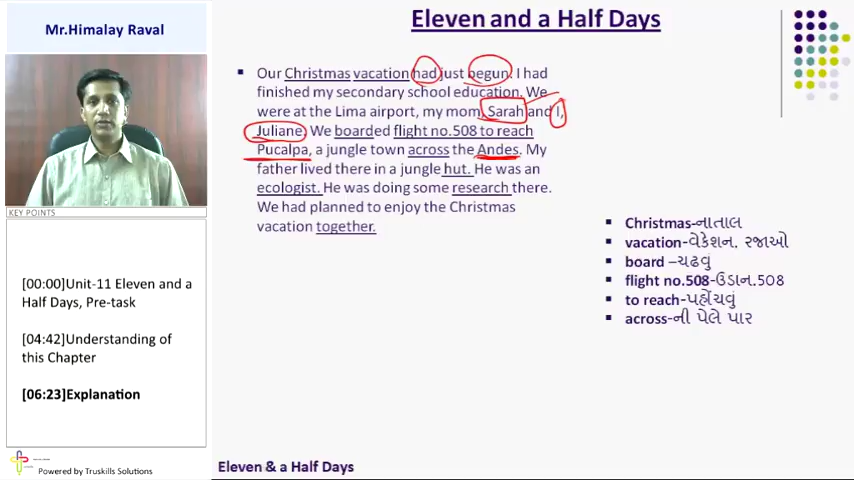 Mr.Himalay Raval
KEY POINTS
[00:00]Unit-11 Eleven and a
Half Days, Pre-task
[04:42]Understanding of
this Chapter
[06:23]Explanation
Powered by Truskills Solutions
Eleven and a Half Days
Our Christmas vacation had just begun. I had
finished my secondary school education. We
were at the Lima airport, my mom, Sarah and I,
Juliane. We boarded flight no.508 to reach
Pucalpa, a jungle town across the Andes. My
father lived there in a jungle hut. He was an
ecologist. He was doing some research there.
We had planned to enjoy the Christmas
vacation together.
Christmas-નાતાલ
vacation-વેકેશન. રજાઓ
board –ચઢવું
flight no.508-ઉડાન.508
to reach-પહોંચવું
across-ની પેલે પાર
Eleven & a Half Days